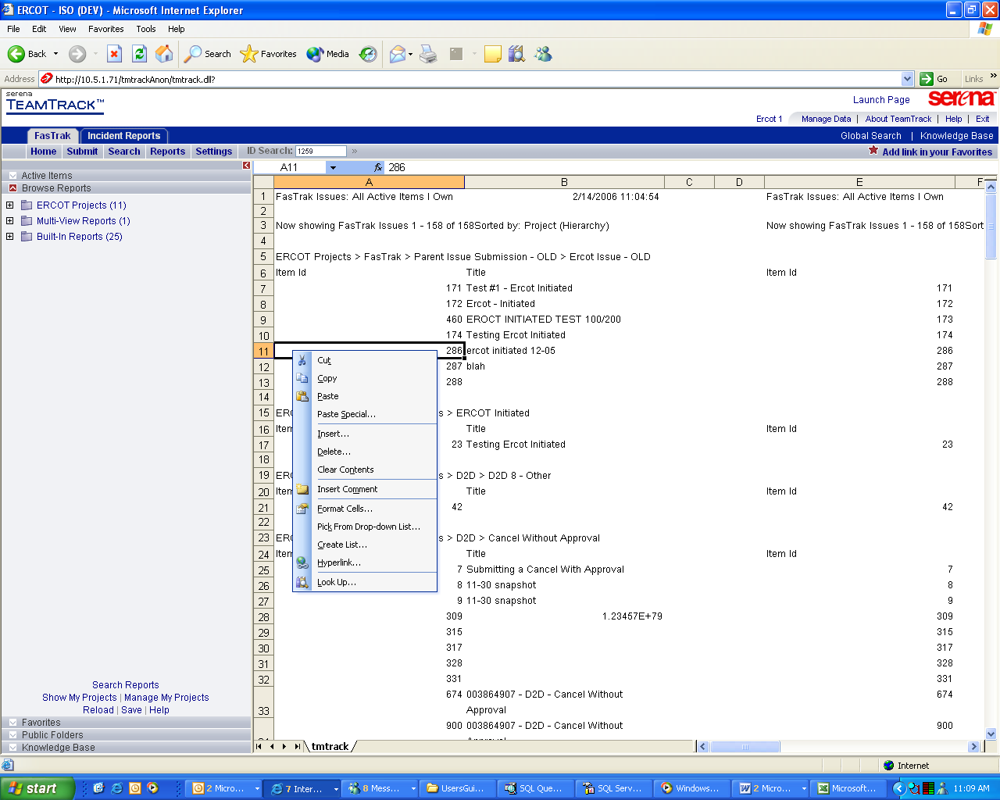 ERCOT - ISO (DEV) - Microsoft Internet Explorer
File Edit View Favorites Tools Help
Back Search Favorites Media
Address http://10.5.1.71/tmtrackAnon/tmtrack.dll? Go Links »
serena
TEAMTRACK™
Launch Page serena
Ercot 1 Manage Data | About TeamTrack | Help | Exit
FasTrak Incident Reports Global Search | Knowledge Base
Home Submit Search Reports Settings ID Search: 1259 » Add link in your Favorites
Active Items
Browse Reports
ERCOT Projects (11)
Multi-View Reports (1)
Built-In Reports (25)
Search Reports
Show My Projects | Manage My Projects
Reload | Save | Help
Favorites
Public Folders
Knowledge Base
A11 fx 286
A B C D E F
1 FasTrak Issues: All Active Items I Own 2/14/2006 11:04:54 FasTrak Issues: All Active Items I Own
2
3 Now showing FasTrak Issues 1 - 158 of 158Sorted by: Project (Hierarchy) Now showing FasTrak Issues 1 - 158 of 158Sort
4
5 ERCOT Projects > FasTrak > Parent Issue Submission - OLD > Ercot Issue - OLD
6 Item Id Title Item Id
7 171 Test #1 - Ercot Initiated 171
8 172 Ercot - Initiated 172
9 460 EROCT INITIATED TEST 100/200 173
10 174 Testing Ercot Initiated 174
11 286 ercot initiated 12-05 286
12 287 blah 287
13 288 288
14
15 ERC s > ERCOT Initiated
16 Item Title Item Id
17 23 Testing Ercot Initiated 23
18
19 ERC s > D2D > D2D 8 - Other
20 Item Title Item Id
21 42 42
22
23 ERC s > D2D > Cancel Without Approval
24 Item Title Item Id
25 7 Submitting a Cancel With Approval 7
26 8 11-30 snapshot 8
27 9 11-30 snapshot 9
28 309 1.23457E+79 309
29 315 315
30 317 317
31 328 328
32 331 331
674 003864907 - D2D - Cancel Without 674
33 Approval
900 003864907 - D2D - Cancel Without 900
Cut
Copy
Paste
Paste Special...
Insert...
Delete...
Clear Contents
Insert Comment
Format Cells...
Pick From Drop-down List...
Create List...
Hyperlink...
Look Up...
tmtrack
Internet
start 2 Micro... 7 Inter... 8 Mess... UsersGui... SQL Que... SQL Serv... Windows... 2 Micro... Microsoft... 11:09 AM